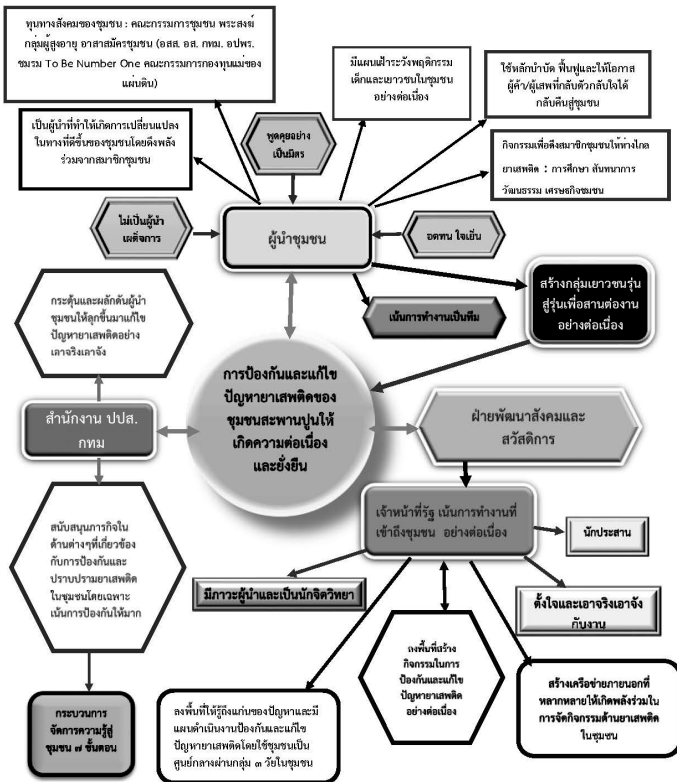 ทุนทางสังคมของชุมชน : คณะกรรมการชุมชน พระสงฆ์
กลุ่มผู้สูงอายุ อาสาสมัครชุมชน (อสส. อส. กทม. อปพร.
ชมรม To Be Number One คณะกรรมการกองทุนแม่ของ
แผ่นดิน)
มีแผนเฝ้าระวังพฤติกรรม
เด็กและเยาวชนในชุมชน
อย่างต่อเนื่อง
ใช้หลักบำบัด ฟื้นฟูและให้โอกาส
ผู้ค้า/ผู้เสพที่กลับตัวกลับใจได้
กลับคืนสู่ชุมชน
เป็นผู้นำที่ทำให้เกิดการเปลี่ยนแปลง
ในทางที่ดีขึ้นของชุมชนโดยดึงพลัง
ร่วมจากสมาชิกชุมชน
พูดคุยอย่าง
เป็นมิตร
กิจกรรมเพื่อดึงสมาชิกชุมชนให้ห่างไกล
ยาเสพติด : การศึกษา สันทนาการ
วัฒนธรรม เศรษฐกิจชุมชน
ไม่เป็นผู้นำ
เผด็จการ
ผู้นำชุมชน
อดทน ใจเย็น
กระตุ้นและผลักดันผู้นำ
ชุมชนให้ลุกขึ้นมาแก้ไข
ปัญหายาเสพติดอย่าง
เอาจริงเอาจัง
เน้นการทำงานเป็นทีม
สร้างกลุ่มเยาวชนรุ่น
สู่รุ่นเพื่อสานต่องาน
อย่างต่อเนื่อง
การป้องกันและแก้ไข
ปัญหายาเสพติดของ
ชุมชนสะพานปูนให้
เกิดความต่อเนื่อง
และยั่งยืน
สำนักงาน ปปส.
กทม
ฝ่ายพัฒนาสังคมและ
สวัสดิการ
เจ้าหน้าที่รัฐ เน้นการทำงานที่
เข้าถึงชุมชน อย่างต่อเนื่อง
นักประสาน
สนับสนุนภารกิจใน
ด้านต่างๆที่เกี่ยวข้อง
กับการป้องกันและ
ปราบปรามยาเสพติด
ในชุมชนโดยเฉพาะ
เน้นการป้องกันให้มาก
มีภาวะผู้นำและเป็นนักจิตวิทยา
ตั้งใจและเอาจริงเอาจัง
กับงาน
ลงพื้นที่สร้าง
กิจกรรมในการ
ป้องกันและแก้ไข
ปัญหายาเสพติด
อย่างต่อเนื่อง
กระบวนการ
จัดการความรู้สู่
ชุมชน ๗ ขั้นตอน
ลงพื้นที่ให้รู้ถึงแก่นของปัญหาและมี
แผนดำเนินงานป้องกันและแก้ไข
ปัญหายาเสพติดโดยใช้ชุมชนเป็น
ศูนย์กลางผ่านกลุ่ม ๓ วัยในชุมชน
สร้างเครือข่ายภายนอกที่
หลากหลายให้เกิดพลังร่วมใน
การจัดกิจกรรมด้านยาเสพติด
ในชุมชน